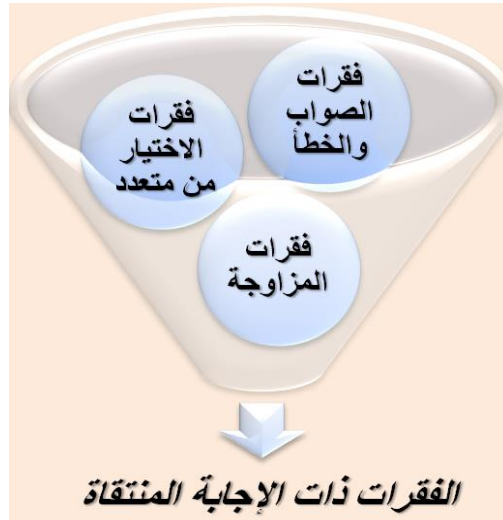 فقرات
الصواب
والخطأ
فقرات
الاختيار
من متعدد
فقرات
المزاوجة
الفقرات ذات الإجابة المنتقاة